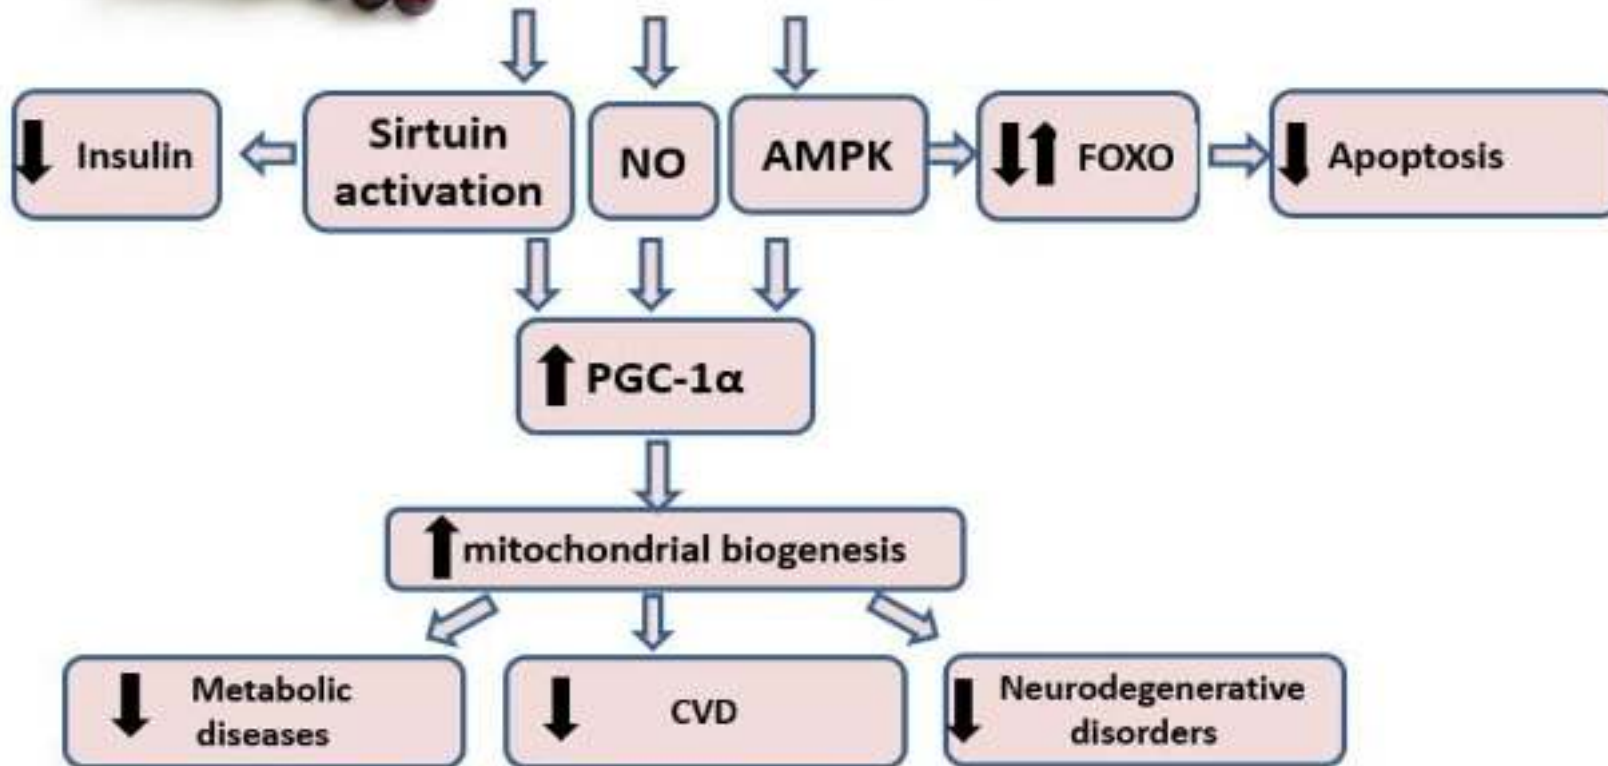 Insulin
Sirtuin
activation
NO
AMPK
FOXO
Apoptosis
PGC-1α
mitochondrial biogenesis
Metabolic
diseases
CVD
Neurodegenerative
disorders